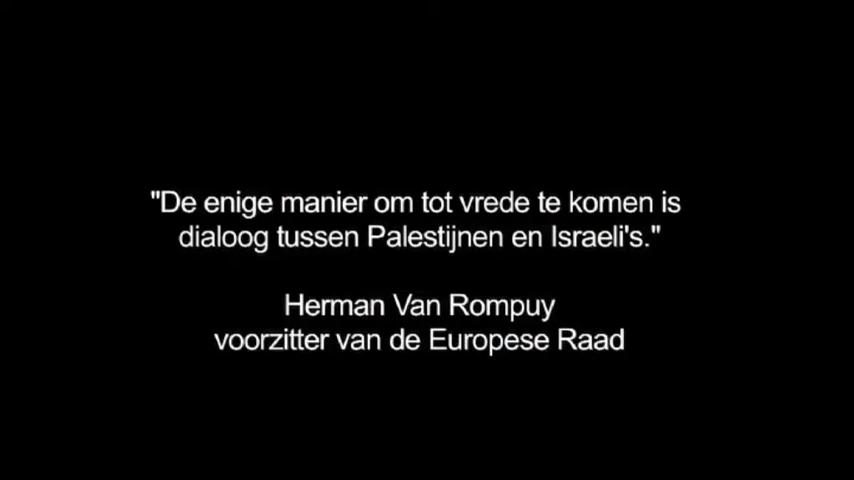 "De enige manier om tot vrede te komen is
dialoog tussen Palestijnen en Israeli's."
Herman Van Rompuy
voorzitter van de Europese Raad